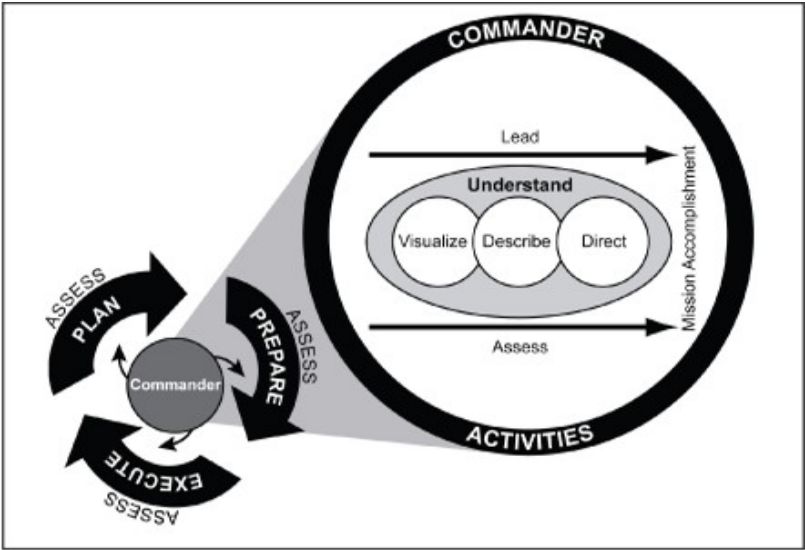 COMMANDER
Lead
Understand
Visualize
Describe
Direct
Mission Accomplishment
Assess
ACTIVITIES
ASSESS
PLAN
PREPARE
ASSESS
Commander
EXECUTE
ASSESS